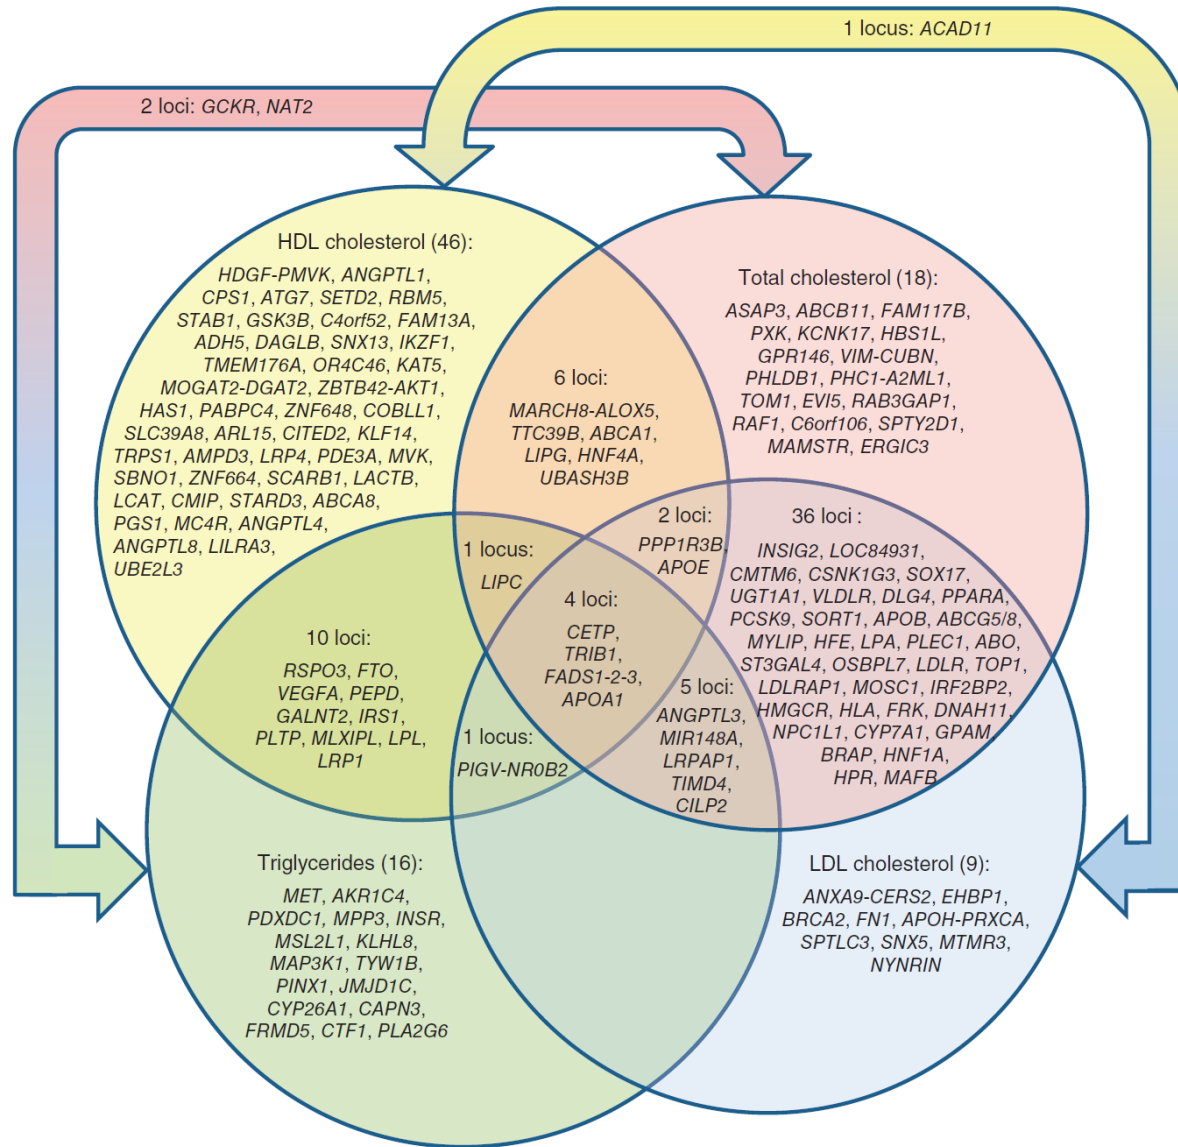 1 locus: ACAD11
2 loci: GCKR, NAT2
HDL cholesterol (46):
HDGF-PMVK, ANGPTL1,
CPS1, ATG7, SETD2, RBM5,
STAB1, GSK3B, C4orf52, FAM13A,
ADH5, DAGLB, SNX13, IKZF1,
TMEM176A, OR4C46, KAT5,
MOGAT2-DGAT2, ZBTB42-AKT1,
HAS1, PABPC4, ZNF648, COBLL1,
SLC39A8, ARL15, CITED2, KLF14,
TRPS1, AMPD3, LRP4, PDE3A, MVK,
SBNO1, ZNF664, SCARB1, LACTB,
LCAT, CMIP, STARD3, ABCA8,
PGS1, MC4R, ANGPTL4,
ANGPTL8, LILRA3,
UBE2L3
Total cholesterol (18):
ASAP3, ABCB11, FAM117B,
PXK, KCNK17, HBS1L,
GPR146, VIM-CUBN,
PHLDB1, PHC1-A2ML1,
TOM1, EVI5, RAB3GAP1,
RAF1, C6orf106, SPTY2D1,
MAMSTR, ERGIC3
6 loci:
MARCH8-ALOX5,
TTC39B, ABCA1,
LIPG, HNF4A,
UBASH3B
2 loci:
PPP1R3B,
APOE
36 loci :
INSIG2, LOC84931,
CMTM6, CSNK1G3, SOX17,
UGT1A1, VLDLR, DLG4, PPARA,
PCSK9, SORT1, APOB, ABCG5/8,
MYLIP, HFE, LPA, PLEC1, ABO,
ST3GAL4, OSBPL7, LDLR, TOP1,
LDLRAP1, MOSC1, IRF2BP2,
HMGCR, HLA, FRK, DNAH11,
NPC1L1, CYP7A1, GPAM,
BRAP, HNF1A,
HPR, MAFB
1 locus:
LIPC
4 loci:
CETP,
TRIB1,
FADS1-2-3,
APOA1
10 loci:
RSPO3, FTO,
VEGFA, PEPD,
GALNT2, IRS1,
PLTP, MLXIPL, LPL,
LRP1
1 locus:
PIGV-NR0B2
5 loci:
ANGPTL3,
MIR148A,
LRPAP1,
TIMD4,
CILP2
Triglycerides (16):
MET, AKR1C4,
PDXDC1, MPP3, INSR,
MSL2L1, KLHL8,
MAP3K1, TYW1B,
PINX1, JMJD1C,
CYP26A1, CAPN3,
FRMD5, CTF1, PLA2G6
LDL cholesterol (9):
ANXA9-CERS2, EHBP1,
BRCA2, FN1, APOH-PRXCA,
SPTLC3, SNX5, MTMR3,
NYNRIN